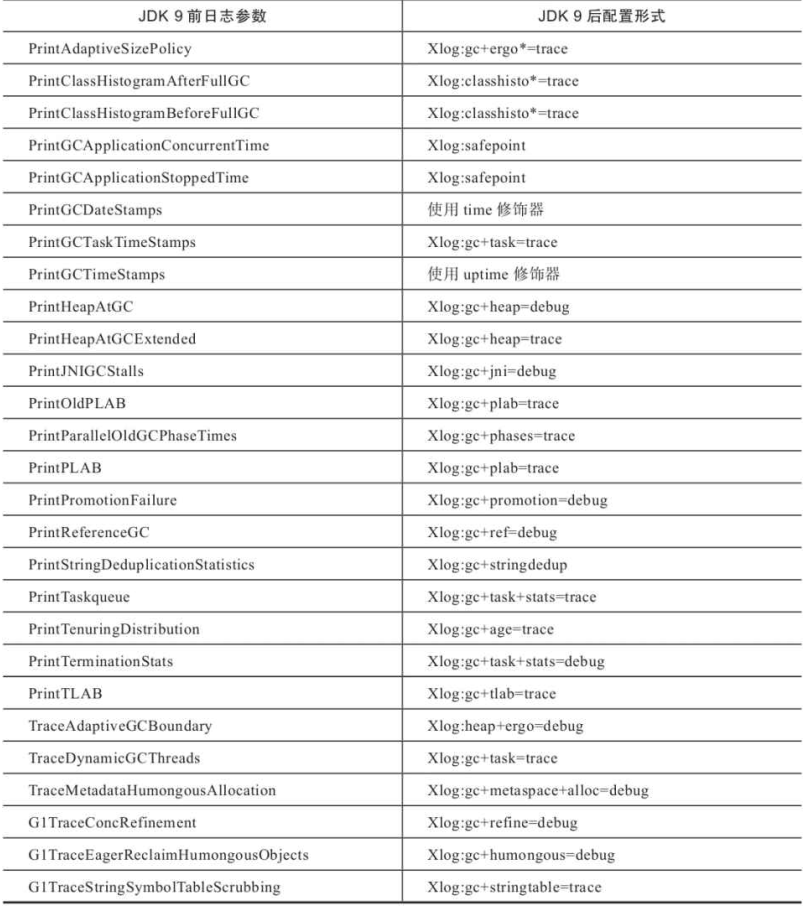 JDK 9 前日志参数 JDK 9 后配置形式
PrintAdaptiveSizePolicy Xlog:gc+ergo*=trace
PrintClassHistogramAfterFullGC Xlog:classhisto*=trace
PrintClassHistogramBeforeFullGC Xlog:classhisto*=trace
PrintGCApplicationConcurrentTime Xlog:safepoint
PrintGCApplicationStoppedTime Xlog:safepoint
PrintGCDateStamps 使用 time 修饰器
PrintGCTaskTimeStamps Xlog:gc+task=trace
PrintGCTimeStamps 使用 uptime 修饰器
PrintHeapAtGC Xlog:gc+heap=debug
PrintHeapAtGCExtended Xlog:gc+heap=trace
PrintJNIGCStalls Xlog:gc+jni=debug
PrintOldPLAB Xlog:gc+plab=trace
PrintParallelOldGCPhaseTimes Xlog:gc+phases=trace
PrintPLAB Xlog:gc+plab=trace
PrintPromotionFailure Xlog:gc+promotion=debug
PrintReferenceGC Xlog:gc+ref=debug
PrintStringDeduplicationStatistics Xlog:gc+stringdedup
PrintTaskqueue Xlog:gc+task+stats=trace
PrintTenuringDistribution Xlog:gc+age=trace
PrintTerminationStats Xlog:gc+task+stats=debug
PrintTLAB Xlog:gc+tlab=trace
TraceAdaptiveGCBoundary Xlog:heap+ergo=debug
TraceDynamicGCThreads Xlog:gc+task=trace
TraceMetadataHumongousAllocation Xlog:gc+metaspace+alloc=debug
G1TraceConcRefinement Xlog:gc+refine=debug
G1TraceEagerReclaimHumongousObjects Xlog:gc+humongous=debug
G1TraceStringSymbolTableScrubbing Xlog:gc+stringtable=trace